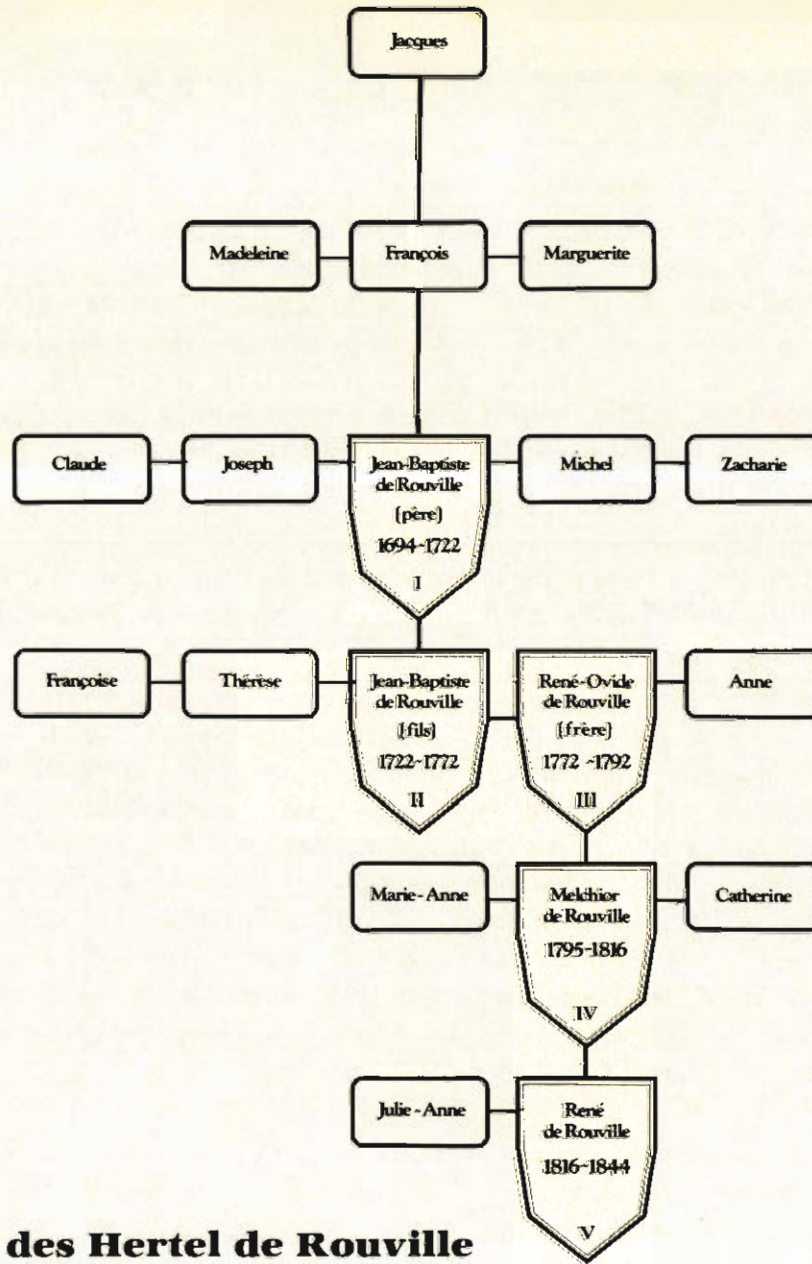 Jacques
Madeleine
François
Marguerite
Claude
Joseph
Jean-Baptiste
de Rouville
(père)
1694-1722
I
Michel
Zacharie
Françoise
Thérèse
Jean-Baptiste
de Rouville
(fils)
1722-1772
II
René-Ovide
de Rouville
(frère)
1772-1792
III
Anne
Marie-Anne
Melchior
de Rouville
1795-1816
IV
Catherine
Julie-Anne
René
de Rouville
1816-1844
V
des Hertel de Rouville